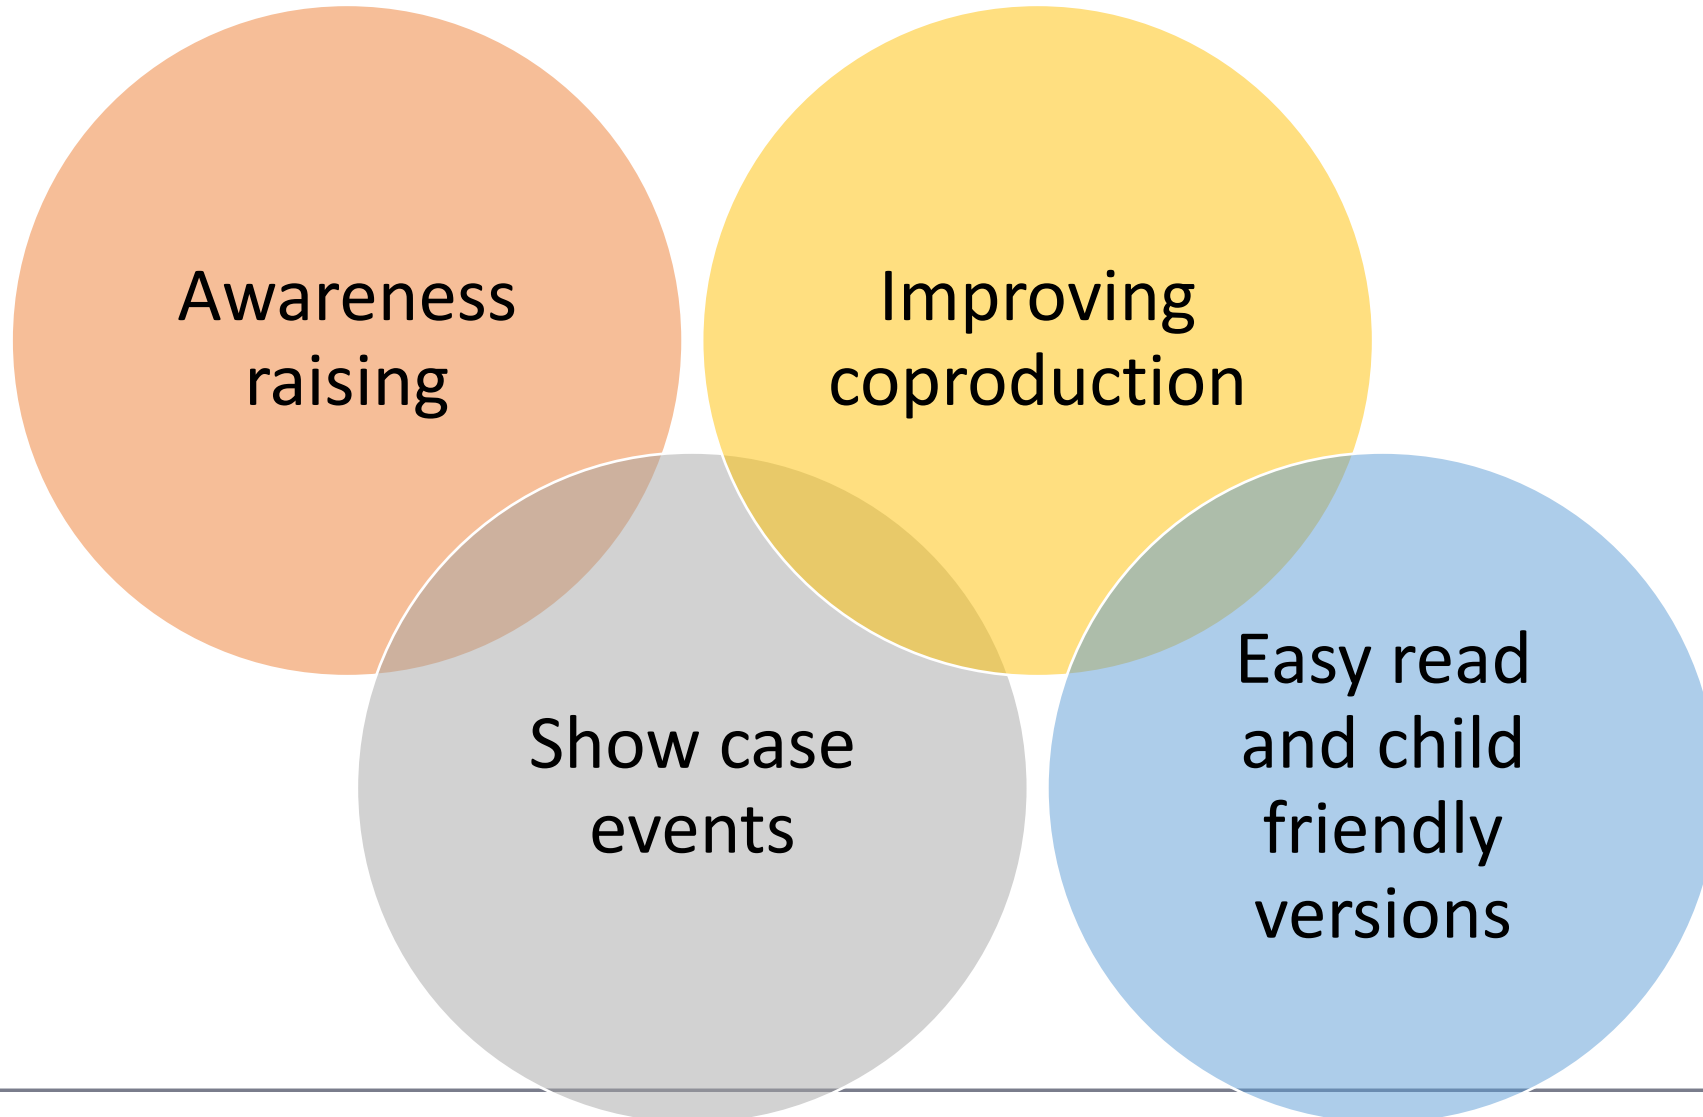 Awareness
raising
Improving
coproduction
Show case
events
Easy read
and child
friendly
versions